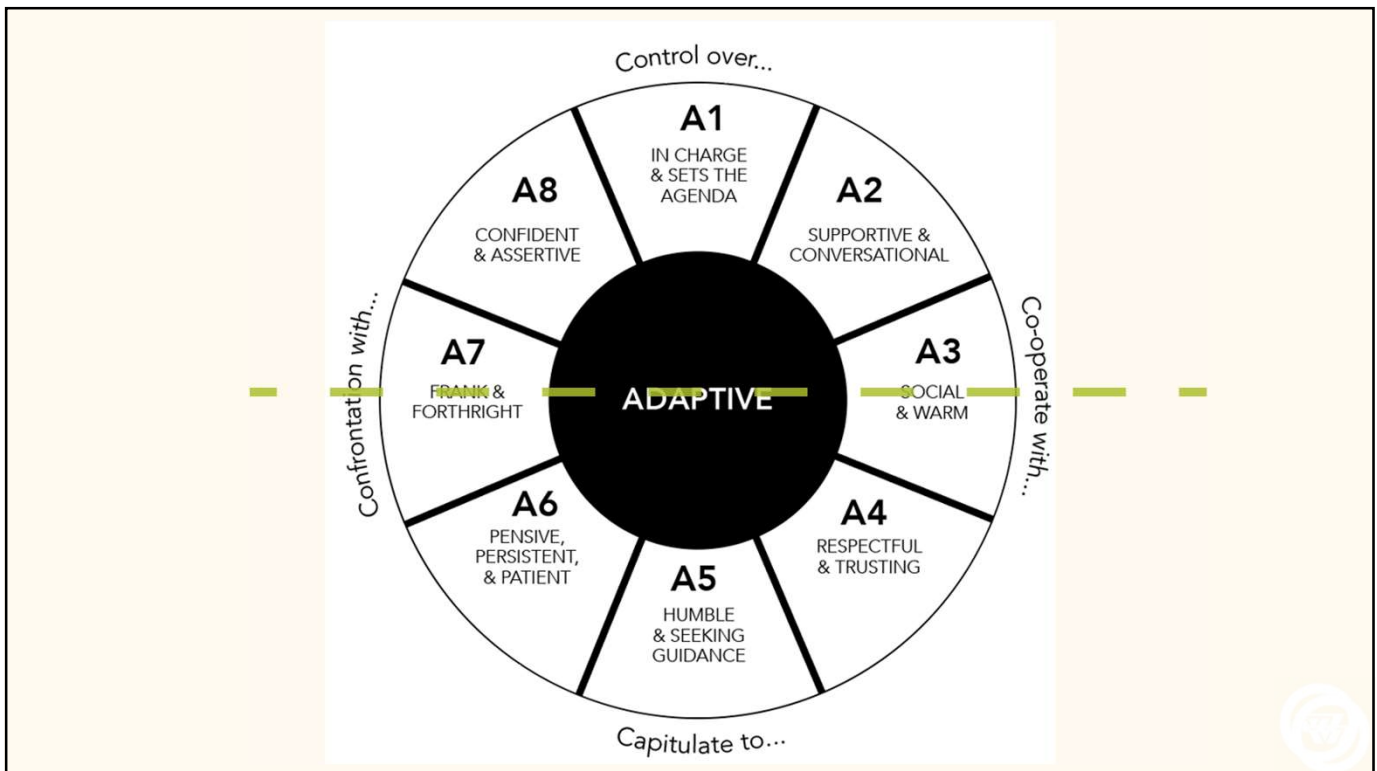 Control over...
A1
IN CHARGE
& SETS THE
AGENDA
A2
SUPPORTIVE &
CONVERSATIONAL
Co-operate with...
A3
SOCIAL
& WARM
A4
RESPECTFUL
& TRUSTING
A5
HUMBLE
& SEEKING
GUIDANCE
Capitulate to...
A6
PENSIVE,
PERSISTENT,
& PATIENT
A7
FRANK &
FORTHRIGHT
Confrontation with...
A8
CONFIDENT
& ASSERTIVE
ADAPTIVE